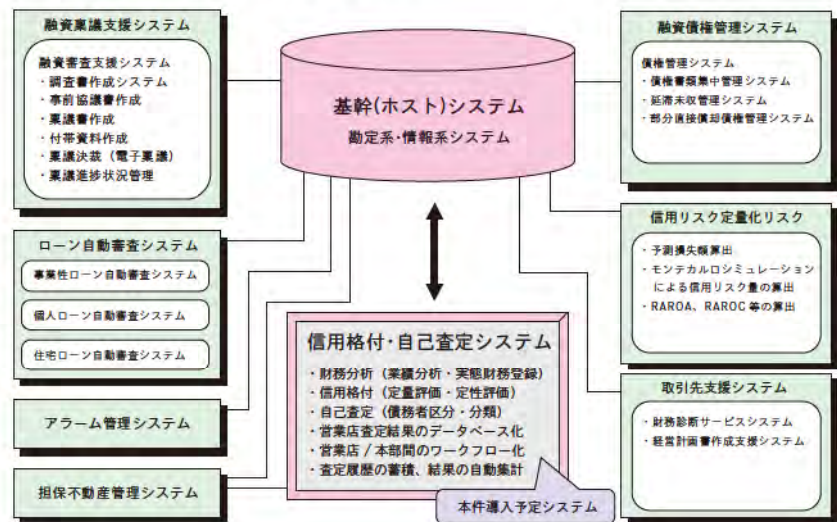 融資稟議支援システム
融資審査支援システム
・調査書作成システム
・事前協議書作成
・稟議書作成
・付帯資料作成
・稟議決裁（電子稟議）
・稟議進捗状況管理
ローン自動審査システム
事業性ローン自動審査システム
個人ローン自動審査システム
住宅ローン自動審査システム
アラーム管理システム
担保不動産管理システム
基幹(ホスト)システム
勘定系・情報系システム
信用格付・自己査定システム
・財務分析（業績分析・実態財務登録）
・信用格付（定量評価・定性評価）
・自己査定（債務者区分・分類）
・営業店査定結果のデータベース化
・営業店 / 本部間のワークフロー化
・査定履歴の蓄積、結果の自動集計
本件導入予定システム
融資債権管理システム
債権管理システム
・債権書類集中管理システム
・延滞未収管理システム
・部分直接償却債権管理システム
信用リスク定量化リスク
・予測損失額算出
・モンテカルロシミュレーション
による信用リスク量の算出
・RAROA、RAROC 等の算出
取引先支援システム
・財務診断サービスシステム
・経営計画書作成支援システム